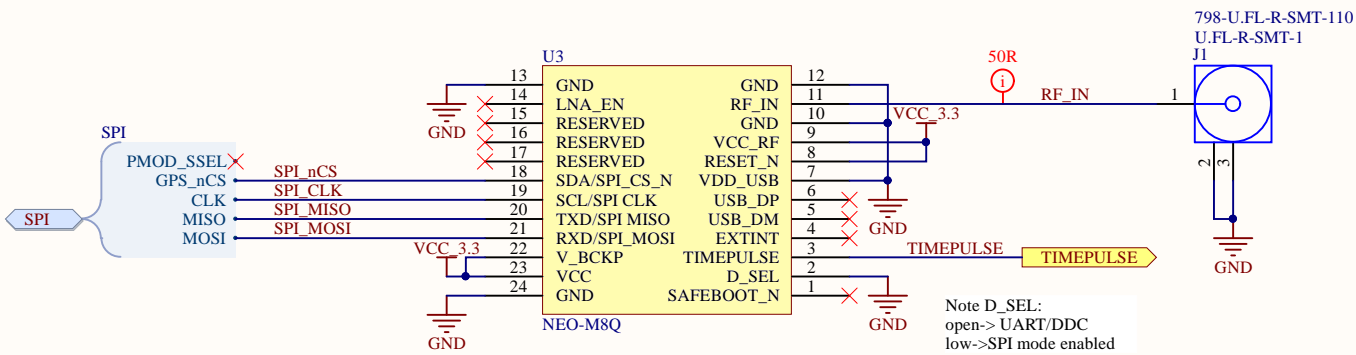 798-U.FL-R-SMT-110
U.FL-R-SMT-1
J1
50R
i
RF_IN
1
2
3
GND
U3
13 GND
14 LNA_EN
15 RESERVED
16 RESERVED
17 RESERVED
18 SDA/SPI_CS_N
19 SCL/SPI CLK
20 TXD/SPI MISO
21 RXD/SPI_MOSI
22 V_BCKP
23 VCC
24 GND
GND 12
RF_IN 11
GND 10
VCC_RF 9
RESET_N 8
VDD_USB 7
USB_DP 6
USB_DM 5
EXTINT 4
TIMEPULSE 3
D_SEL 2
SAFEBOOT_N 1
NEO-M8Q
GND
VCC_3.3
GND
SPI
PMOD_SSEL
GPS_nCS
CLK
MISO
MOSI
SPI
SPI_nCS
SPI_CLK
SPI_MISO
SPI_MOSI
VCC_3.3
GND
TIMEPULSE
TIMEPULSE
GND
Note D_SEL:
open-> UART/DDC
low->SPI mode enabled